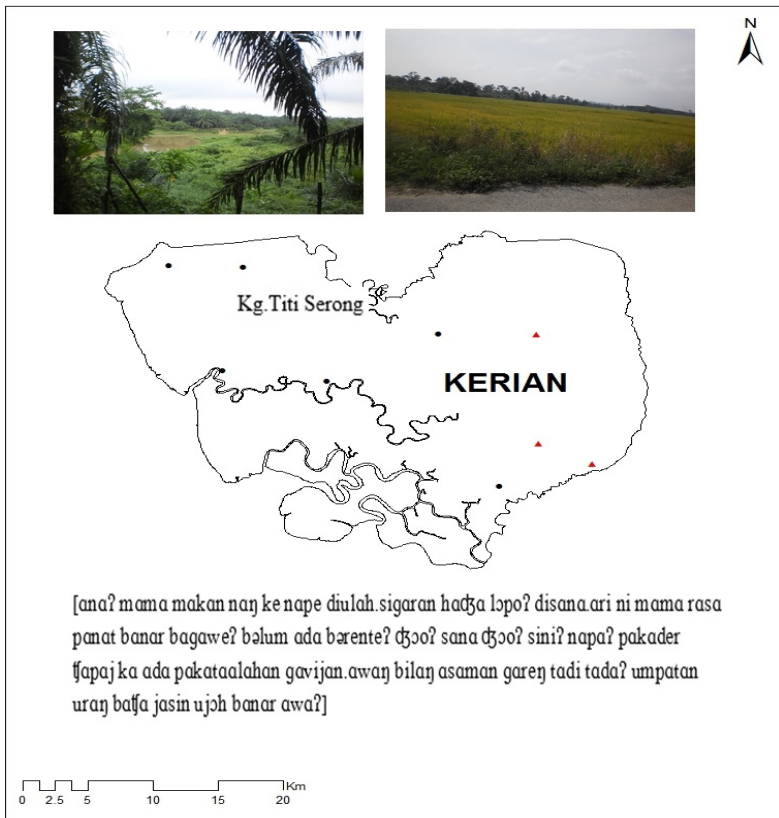 N
Kg.Titi Serong
KERIAN
[anaʔ mama makan naŋ ke nape diulah.sigaran haʤa lɔpoʔ disana.ari ni mama rasa
panat banar bagaweʔ bəlum ada bərenteʔ ʤɔoʔ sana ʤɔoʔ siniʔ napaʔ pakader
ʧapaj ka ada pakataalahan gavijan.awaŋ bilaŋ asaman gareŋ tadi tadaʔ umpatan
uraŋ baʧa jasin ujɔh banar awaʔ]
Km
0 2.5 5 10 15 20